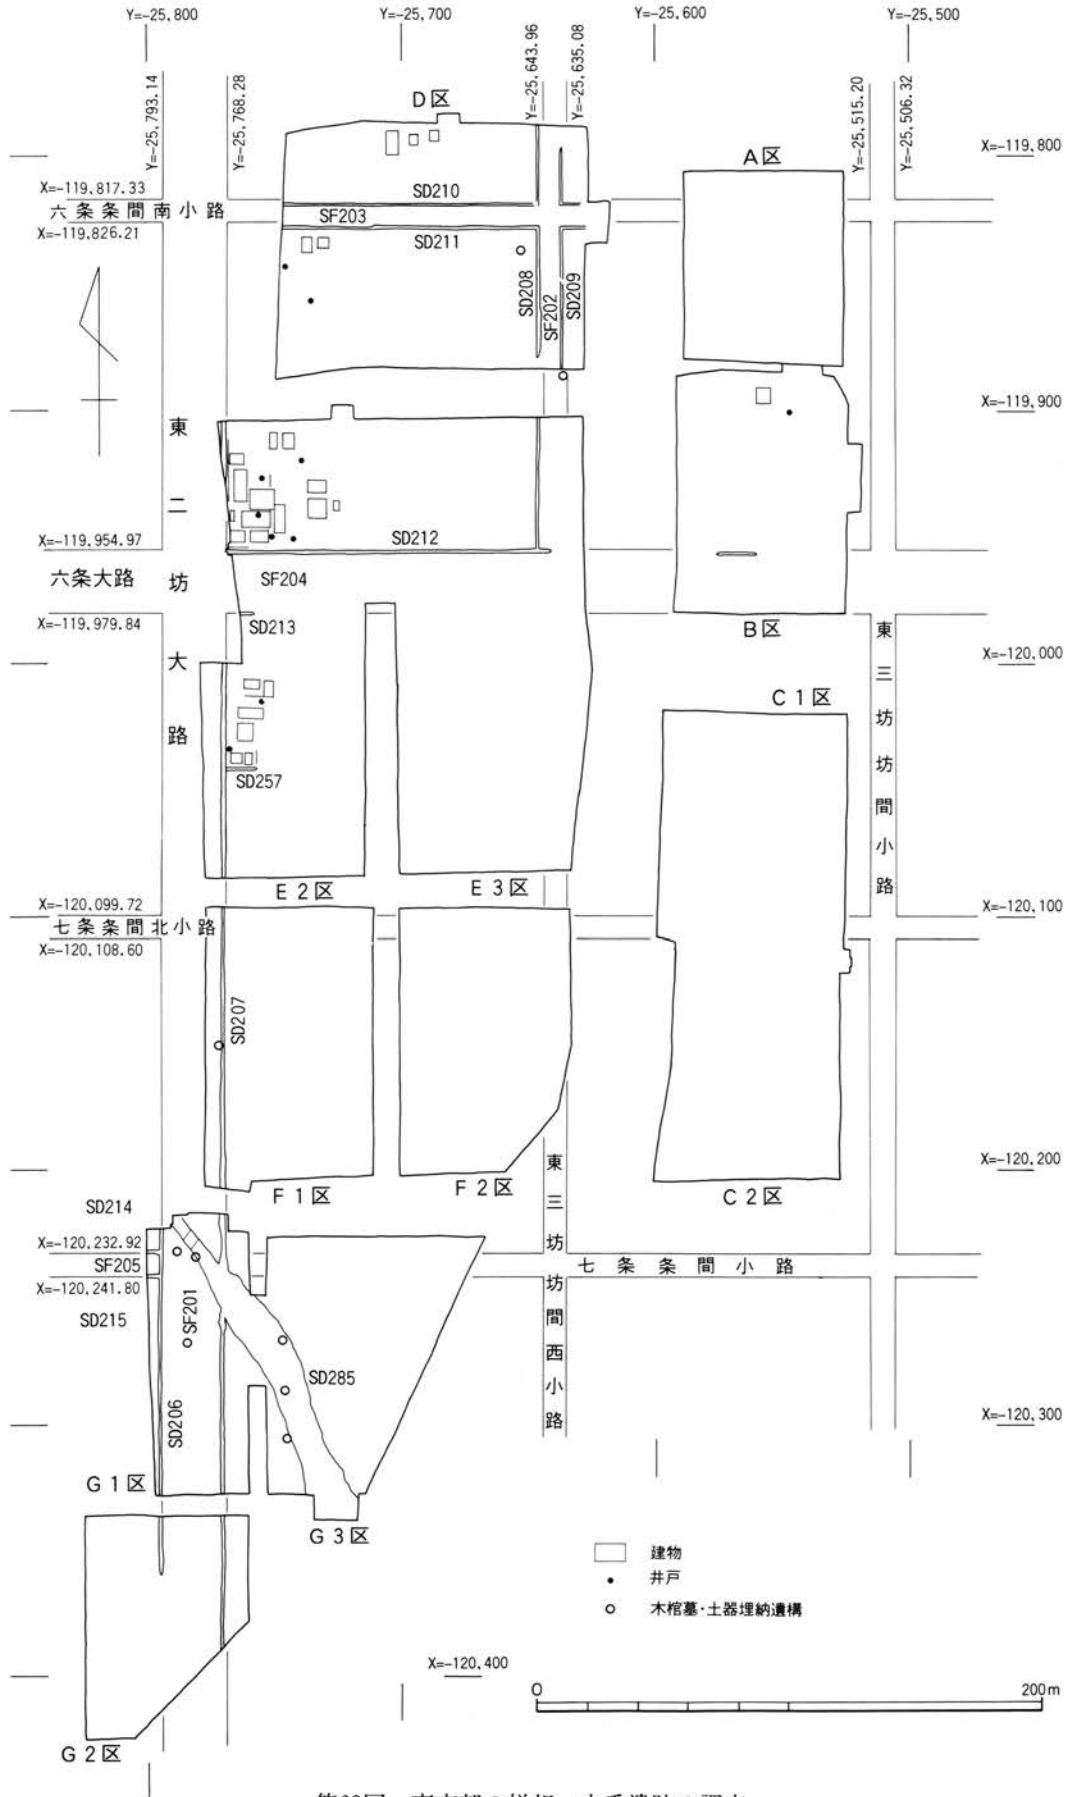 Y=-25,800
Y=-25,700
Y=-25,600
Y=-25,500
Y=-25,793.14
Y=-25,768.28
Y=-25,643.96
Y=-25,635.08
Y=-25,515.20
Y=-25,506.32
D区
A区
X=-119,800
X=-119,817.33
六条条間南小路
X=-119,826.21
SD210
SF203
SD211
SD208
SF202
SD209
X=-119,900
東二坊大路
X=-119,954.97
六条大路
X=-119,979.84
SD212
SF204
SD213
B区
X=-120,000
東三坊坊間小路
C1区
SD257
E2区
E3区
X=-120,099.72
七条条間北小路
X=-120,108.60
X=-120,100
SD207
F1区
F2区
C2区
X=-120,200
東三坊坊間西小路
SD214
X=-120,232.92
SF205
X=-120,241.80
SD215
七条条間小路
SF201
SD285
SD206
X=-120,300
G1区
G3区
建物
井戸
木棺墓・土器埋納遺構
X=-120,400
0
200m
G2区